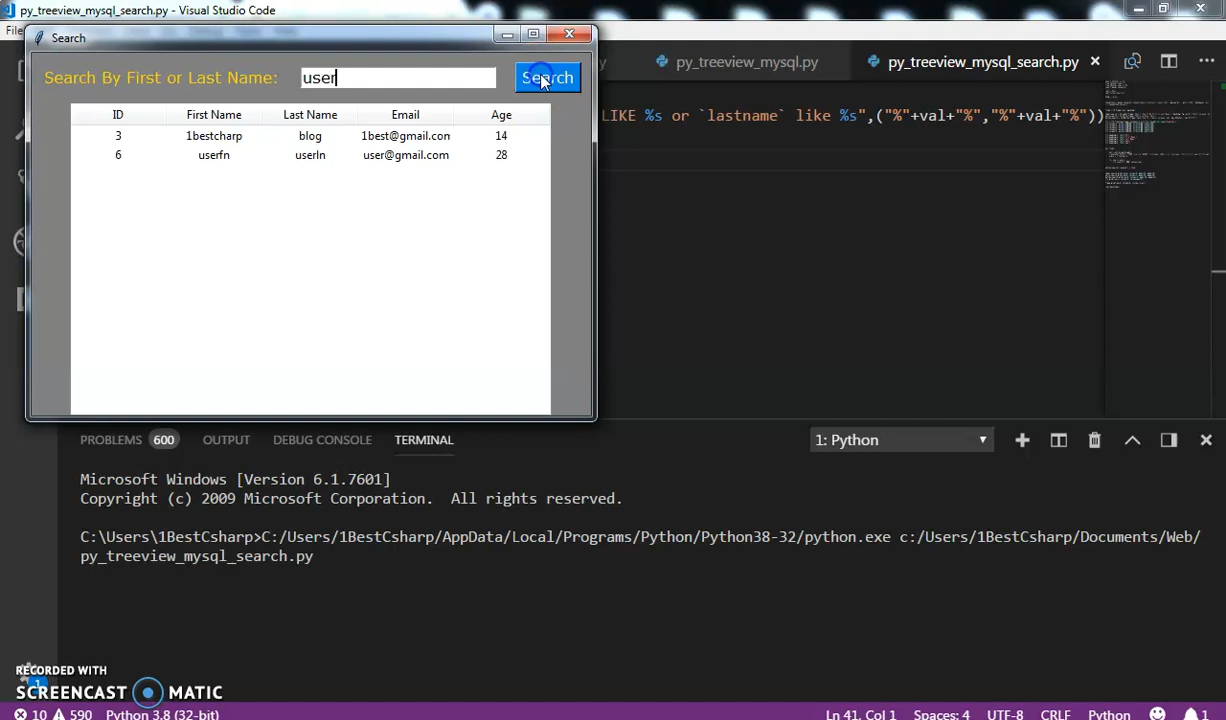 py_treeview_mysql_search.py - Visual Studio Code
Search
Search By First or Last Name: user Search
ID First Name Last Name Email Age
3 1bestcharp blog 1best@gmail.con 14
6 userfn userln user@gmail.com 28
py_treeview_mysql.py
py_treeview_mysql_search.py
LIKE %s or `lastname` like %s",("%"+val+"%","%"+val+"%"))
PROBLEMS 600 OUTPUT DEBUG CONSOLE TERMINAL 1: Python
Microsoft Windows [Version 6.1.7601]
Copyright (c) 2009 Microsoft Corporation. All rights reserved.
C:\Users\1BestCsharp>C:/Users/1BestCsharp/AppData/Local/Programs/Python/Python38-32/python.exe c:/Users/1BestCsharp/Documents/Web/
py_treeview_mysql_search.py
RECORDED WITH
SCREENCAST MATIC
1
10 590 Python 3.8 (32-bit) Ln 41, Col 1 Spaces: 4 UTF-8 CRLF Python 1